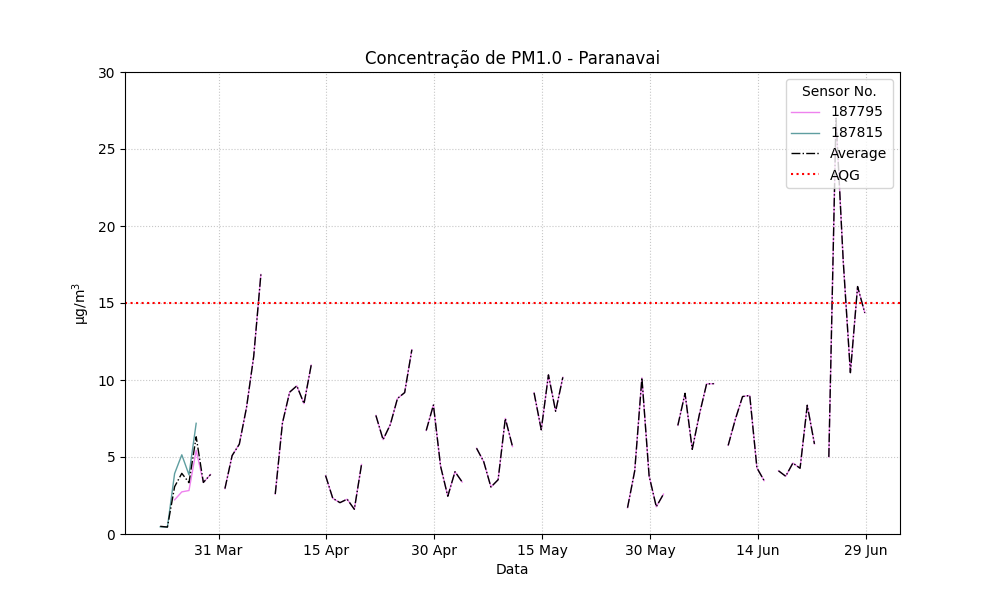 Concentração de PM1.0 - Paranavai
30
25
20
15
10
5
0
µg/m³
Sensor No.
187795
187815
Average
AQG
31 Mar
15 Apr
30 Apr
15 May
30 May
14 Jun
29 Jun
Data